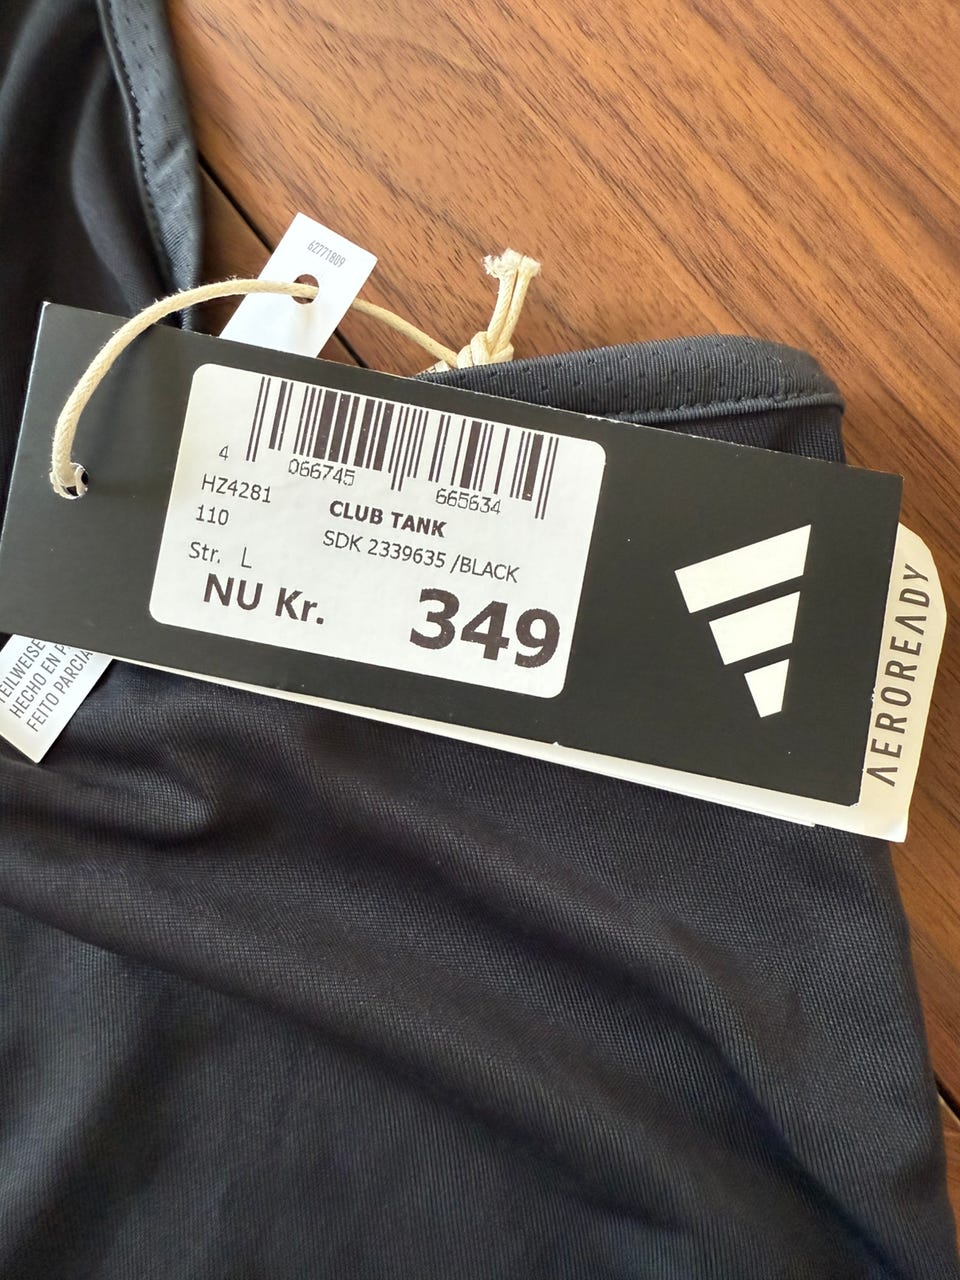 62771809
4 066745 665634
HZ4281
CLUB TANK
110
SDK 2339635 /BLACK
Str. L
NU Kr. 349
AEROREADY
TEILWEISE
HECHO EN P
FEITO PARCIA